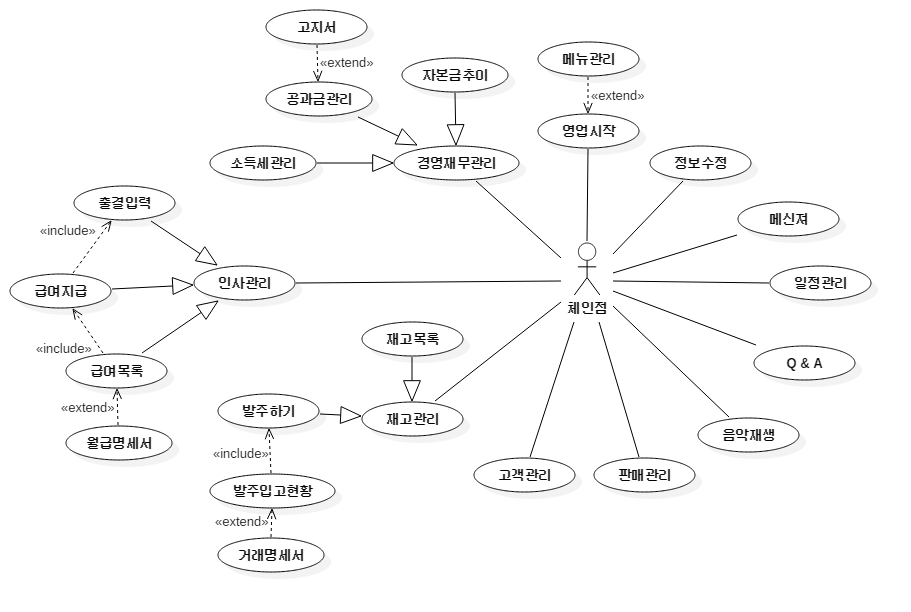 고지서
«extend»
메뉴관리
자본금추이
공과금관리
«extend»
영업시작
소득세관리
경영재무관리
정보수정
출결입력
메신져
«include»
급여지급
인사관리
일정관리
체인점
재고목록
«include»
급여목록
Q & A
«extend»
발주하기
재고관리
음악재생
월급명세서
«include»
고객관리
판매관리
발주입고현황
«extend»
거래명세서